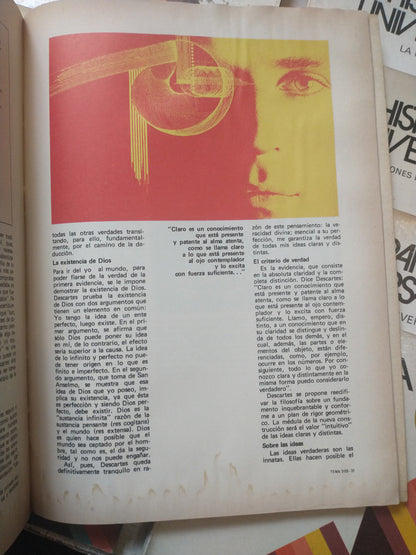 todas las otras verdades transi-
tando, para ello, fundamental-
mente, por el camino de la de-
ducción.
La existencia de Dios
Para ir del yo al mundo, para
poder fiarse de la verdad de la
primera evidencia, se le impone
demostrar la existencia de Dios.
Descartes prueba la existencia
de Dios con dos argumentos que
tienen un elemento en común:
Yo tengo la idea de un ente
perfecto, luego existe. En el pri-
mer argumento, se afirma que
sólo Dios puede poner su idea
en mí, de lo contrario, el efecto
sería superior a la causa. La idea
de lo infinito y perfecto no pue-
de tener origen en lo que es
finito e imperfecto. En el segun-
do argumento, que toma de San
Anselmo, se muestra que esa
idea de Dios que yo poseo, im-
plica su existencia, ya que ésta
es perfección y siendo Dios per-
fecto, debe existir. Dios es la
"sustancia infinita" razón de la
sustancia pensante (res cogitans)
y el mundo (res extensa). Dios
es quien hace posible que el
mundo sea captado por el hom-
bre, tal como es, el da la segu-
ridad y no nos puede engañar.
Así, pues, Descartes queda
definitivamente tranquilo en ra-
"Claro es un conocimiento
que está presente
y patente al alma atenta,
como se llama claro
a lo que está presente
al ojo contemplador
y lo excita
con fuerza suficiente. . ."
zón de este pensamiento: la ve-
racidad divina; esencial a su per-
fección, me garantiza la verdad
de todas mis ideas claras y dis-
tintas.
El criterio de verdad
Es la evidencia, que consiste
en la absoluta claridad y la com-
pleta distinción. Dice Descartes:
"Claro es un conocimiento que
está presente y patente al alma
atenta, como se llama claro a lo
que está presente al ojo contem-
plador y lo excita con fuerza
suficiente. Llamo, empero, dis-
tinto, a un conocimiento que en
su claridad se distingue y deslin-
da de todos los demás, y en el
cual, además, las partes o ele-
mentos del objeto, están dife-
renciadas, como, por ejemplo,
ocurre en los números. Por con-
siguiente, todo lo que yo co-
nozco clara y distintamente en la
misma forma puedo considerarlo
verdadero".
Descartes se propone reedifi-
var la filosofía sobre un funda-
mento inquebrantable y confor-
me a un plan de rigor geométri-
co. La médula de la nueva cons-
trucción será el valor "intuitivo"
de las ideas claras y distintas.
Sobre las ideas
Las ideas verdaderas son las
innatas. Ellas hacen posible el